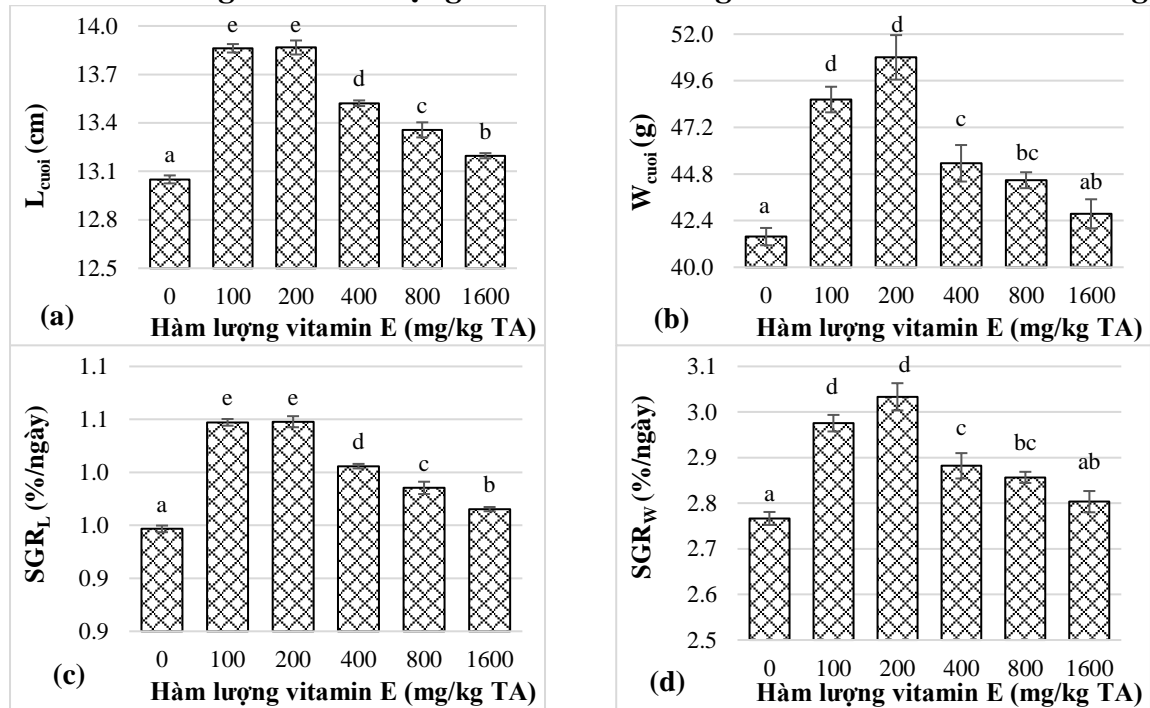 14.0
13.7
13.4
13.1
12.8
12.5
L cuoi (cm)
a e e d c b
0 100 200 400 800 1600
(a) Hàm lượng vitamin E (mg/kg TA)
52.0
49.6
47.2
44.8
42.4
40.0
W cuoi (g)
a d d c bc ab
0 100 200 400 800 1600
(b) Hàm lượng vitamin E (mg/kg TA)
1.1
1.1
1.0
1.0
0.9
0.9
SGR L (%/ngày)
a e e d c b
0 100 200 400 800 1600
(c) Hàm lượng vitamin E (mg/kg TA)
3.1
3.0
2.9
2.8
2.7
2.6
2.5
SGR W (%/ngày)
a d d c bc ab
0 100 200 400 800 1600
(d) Hàm lượng vitamin E (mg/kg TA)